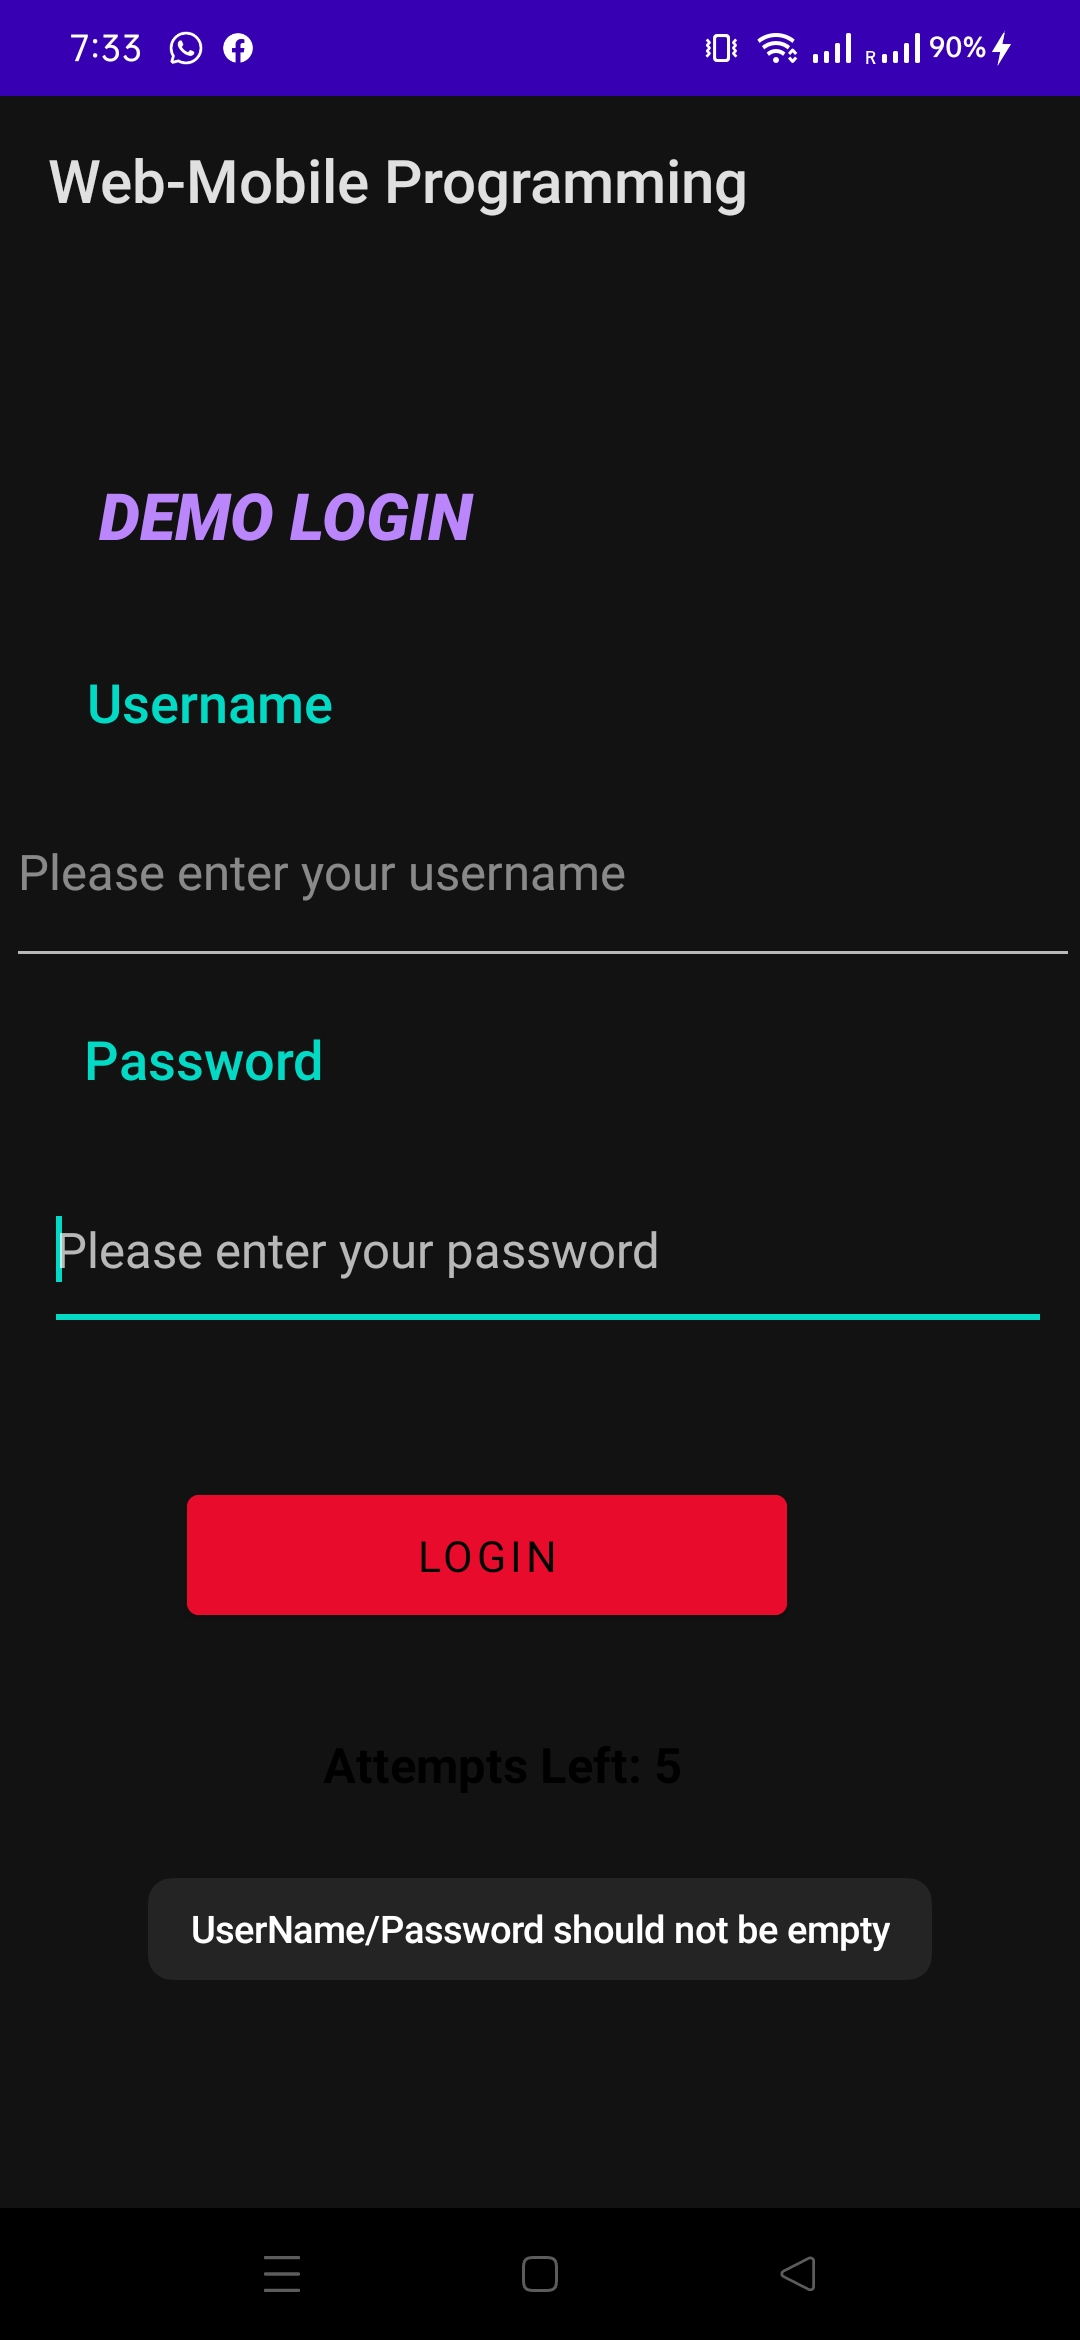 7:33 R 90%
Web-Mobile Programming
DEMO LOGIN
Username
Please enter your username
Password
Please enter your password
LOGIN
Attempts Left: 5
UserName/Password should not be empty